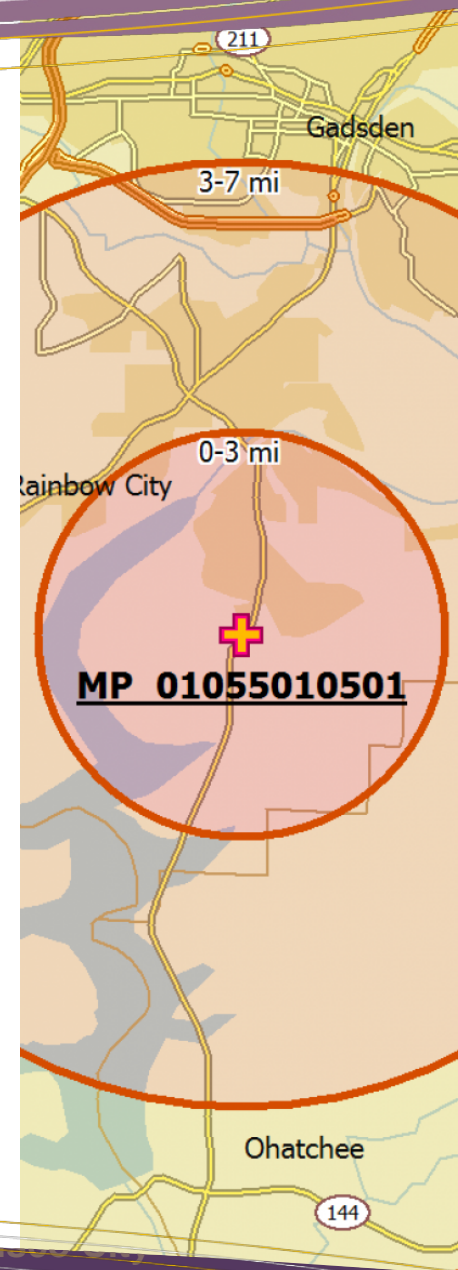 211
Gadsden
3-7 mi
0-3 mi
Rainbow City
MP 01055010501
Ohatchee
144